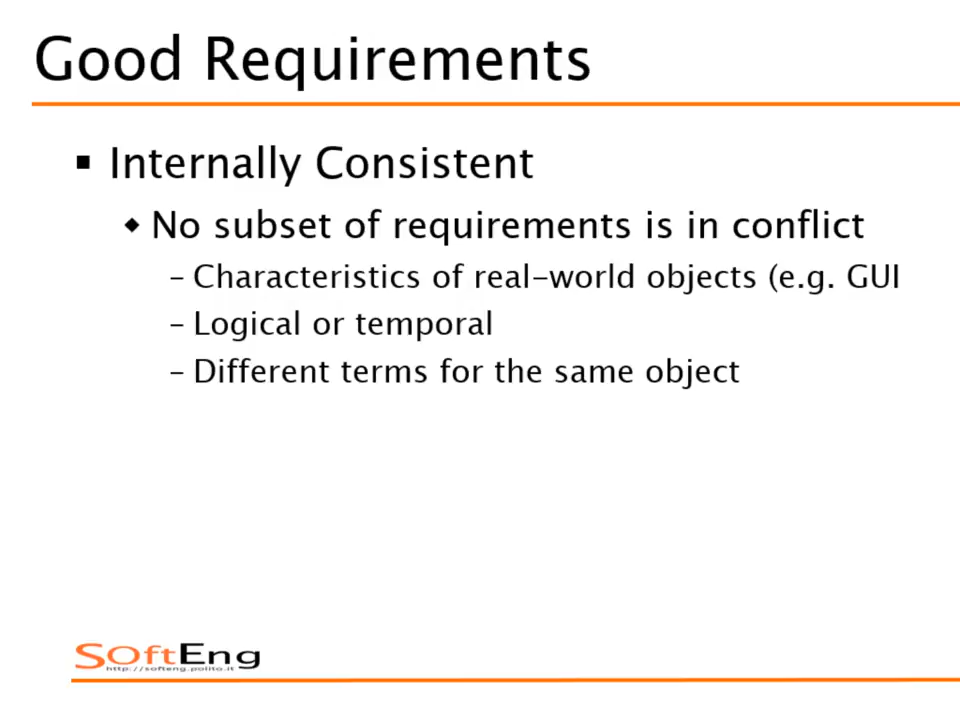 Good Requirements
▪ Internally Consistent
◆ No subset of requirements is in conflict
– Characteristics of real-world objects (e.g. GUI
– Logical or temporal
– Different terms for the same object
SOftEng
http://softeng.polito.it